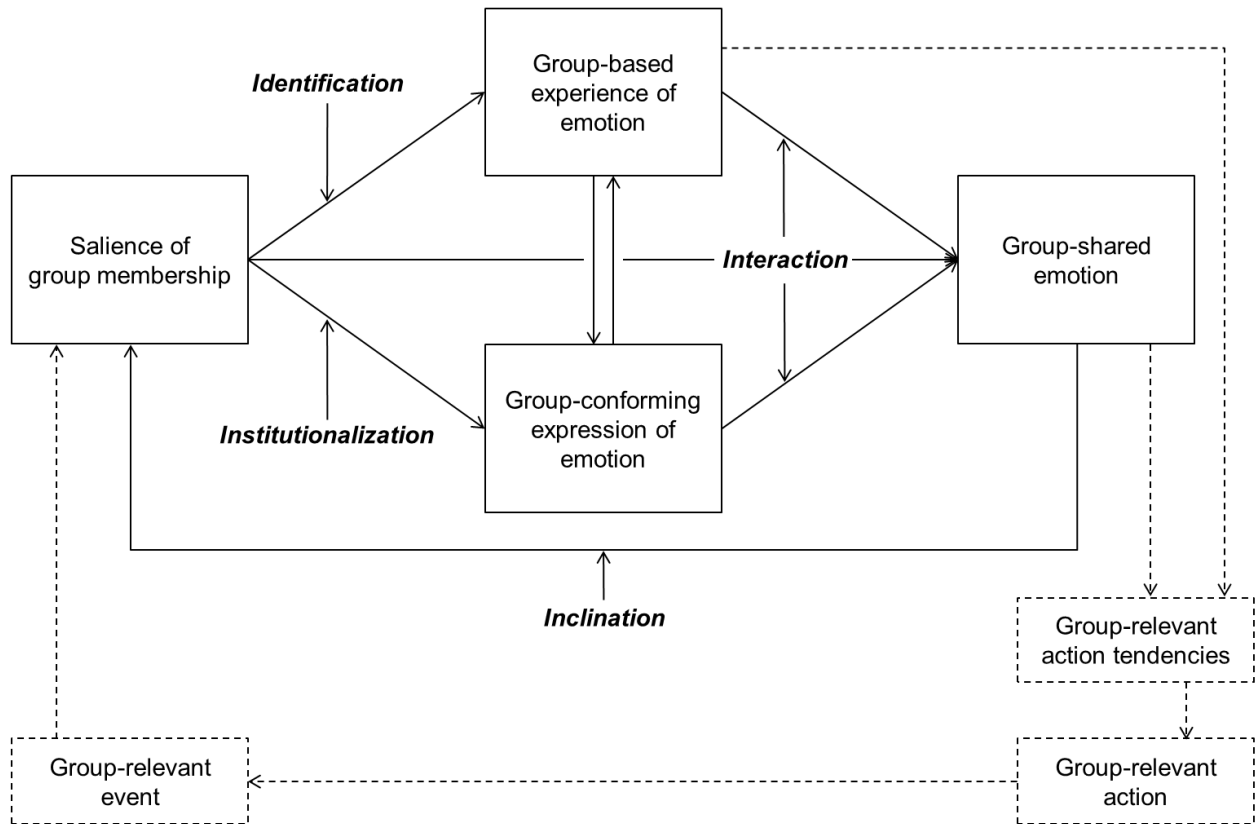 Group-based
experience of
emotion
Identification
Salience of
group membership
Interaction
Group-shared
emotion
Group-conforming
expression of
emotion
Institutionalization
Inclination
Group-relevant
action tendencies
Group-relevant
event
Group-relevant
action